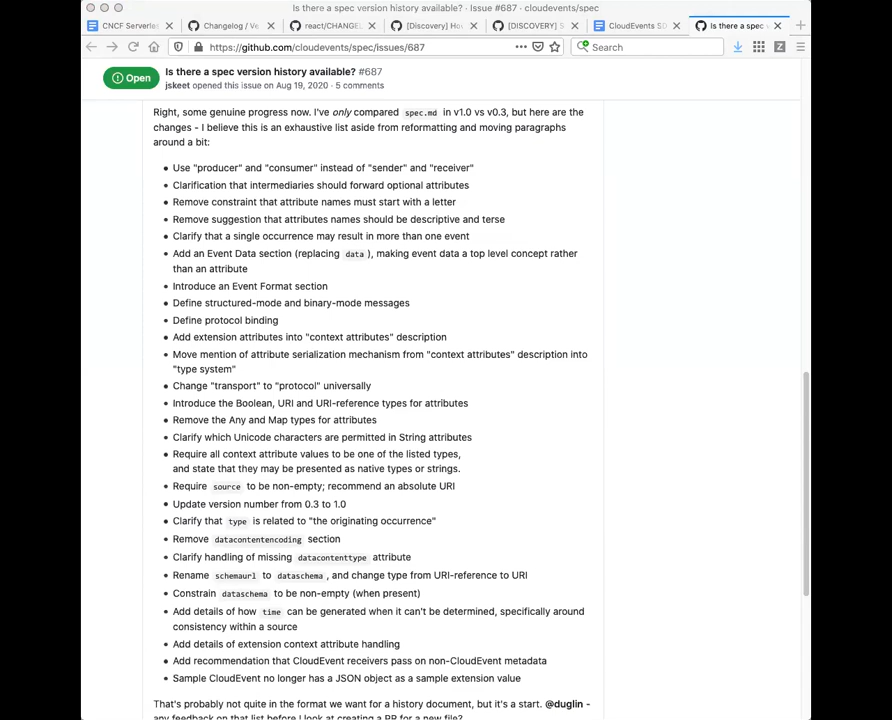 Is there a spec version history available? · Issue #687 · cloudevents/spec
CNCF Serverles
Changelog / Ve
react/CHANGEL
[Discovery] Hov
[DISCOVERY] S
CloudEvents SD
Is there a spec v
https://github.com/cloudevents/spec/issues/687
Search
Open
Is there a spec version history available? #687
jskeet opened this issue on Aug 19, 2020 · 5 comments
Right, some genuine progress now. I've only compared spec.md in v1.0 vs v0.3, but here are the
changes - I believe this is an exhaustive list aside from reformatting and moving paragraphs
around a bit:
• Use "producer" and "consumer" instead of "sender" and "receiver"
• Clarification that intermediaries should forward optional attributes
• Remove constraint that attribute names must start with a letter
• Remove suggestion that attributes names should be descriptive and terse
• Clarify that a single occurrence may result in more than one event
• Add an Event Data section (replacing data ), making event data a top level concept rather
than an attribute
• Introduce an Event Format section
• Define structured-mode and binary-mode messages
• Define protocol binding
• Add extension attributes into "context attributes" description
• Move mention of attribute serialization mechanism from "context attributes" description into
"type system"
• Change "transport" to "protocol" universally
• Introduce the Boolean, URI and URI-reference types for attributes
• Remove the Any and Map types for attributes
• Clarify which Unicode characters are permitted in String attributes
• Require all context attribute values to be one of the listed types,
and state that they may be presented as native types or strings.
• Require source to be non-empty; recommend an absolute URI
• Update version number from 0.3 to 1.0
• Clarify that type is related to "the originating occurrence"
• Remove datacontentencoding section
• Clarify handling of missing datacontenttype attribute
• Rename schemaurl to dataschema , and change type from URI-reference to URI
• Constrain dataschema to be non-empty (when present)
• Add details of how time can be generated when it can't be determined, specifically around
consistency within a source
• Add details of extension context attribute handling
• Add recommendation that CloudEvent receivers pass on non-CloudEvent metadata
• Sample CloudEvent no longer has a JSON object as a sample extension value
That's probably not quite in the format we want for a history document, but it's a start. @duglin -
any feedback on that list before I look at creating a PR for a new file?